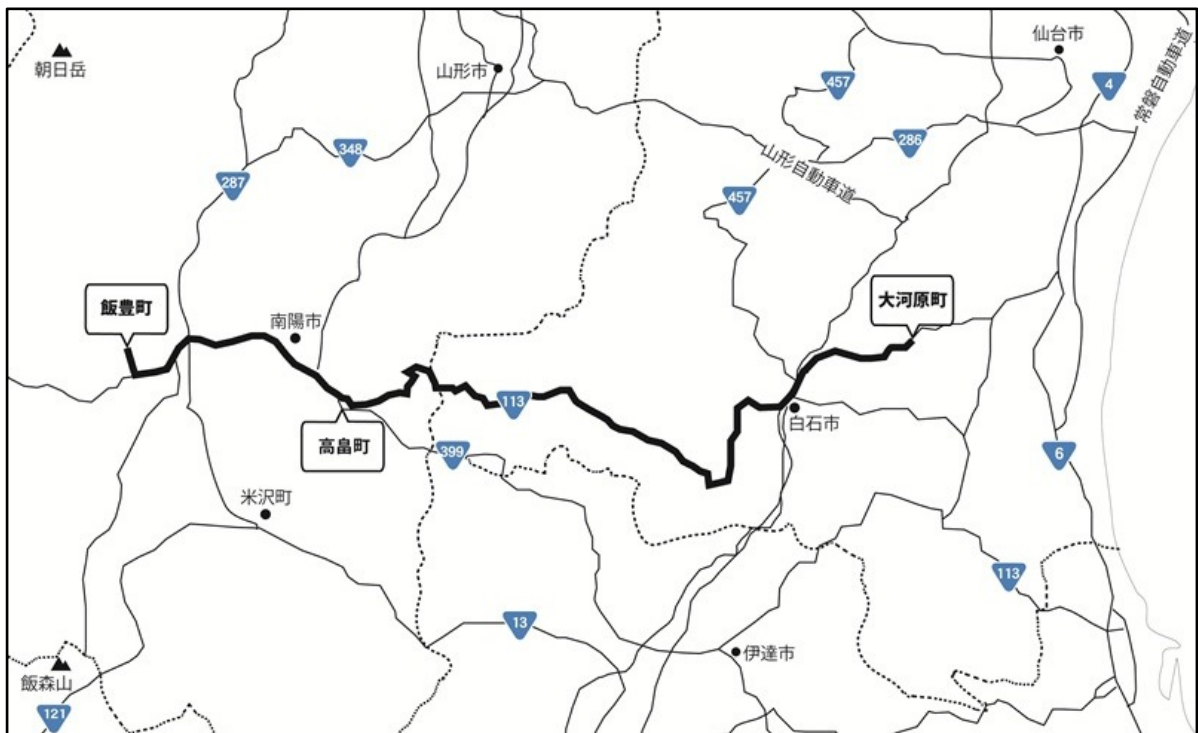 仙台市
朝日岳
山形市
457
4
常磐自動車道
348
286
山形自動車道
287
457
飯豊町
大河原町
南陽市
113
白石市
高畠町
399
6
米沢町
113
13
伊達市
飯森山
121